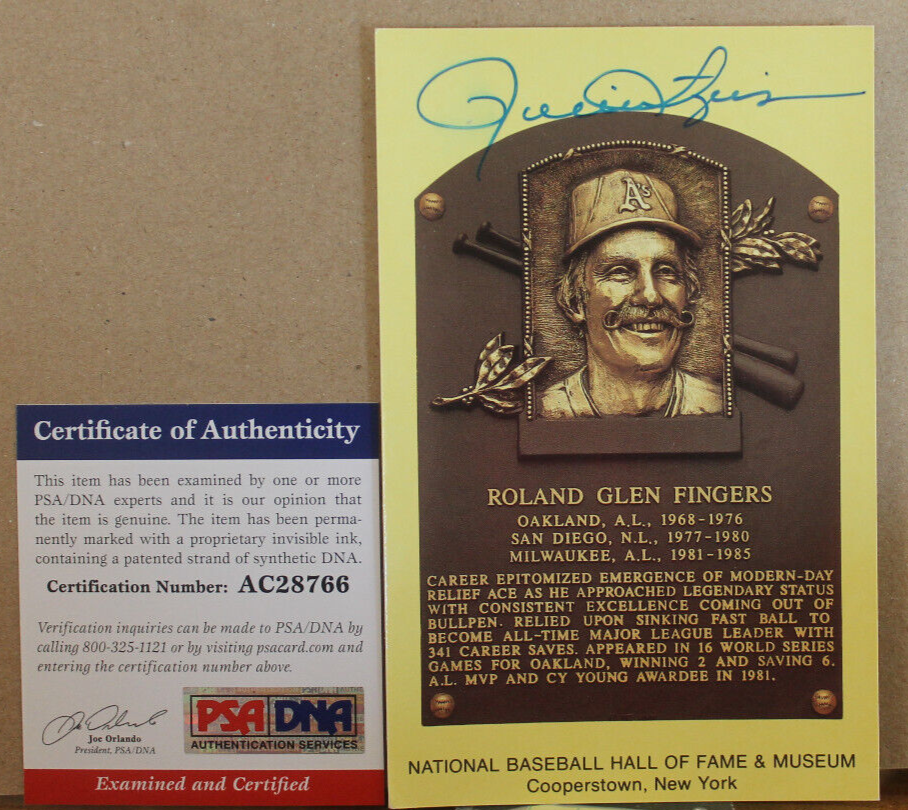 Certificate of Authenticity
This item has been examined by one or more
PSA/DNA experts and it is our opinion that
the item is genuine. The item has been perma-
nently marked with a proprietary invisible ink,
containing a patented strand of synthetic DNA.
Certification Number: AC28766
Verification inquiries can be made to PSA/DNA by
calling 800-325-1121 or by visiting psacard.com and
entering the certification number above.
Joe Orlando
Joe Orlando
President, PSA/DNA
PSA DNA
AUTHENTICATION SERVICES
Examined and Certified
Rollie Fingers
A's
ROLAND GLEN FINGERS
OAKLAND, A.L., 1968-1976
SAN DIEGO, N.L., 1977-1980
MILWAUKEE, A.L., 1981-1985
CAREER EPITOMIZED EMERGENCE OF MODERN-DAY
RELIEF ACE AS HE APPROACHED LEGENDARY STATUS
WITH CONSISTENT EXCELLENCE COMING OUT OF
BULLPEN. RELIED UPON SINKING FAST BALL TO
BECOME ALL-TIME MAJOR LEAGUE LEADER WITH
341 CAREER SAVES. APPEARED IN 16 WORLD SERIES
GAMES FOR OAKLAND, WINNING 2 AND SAVING 6.
A.L. MVP AND CY YOUNG AWARDEE IN 1981.
NATIONAL BASEBALL HALL OF FAME & MUSEUM
Cooperstown, New York